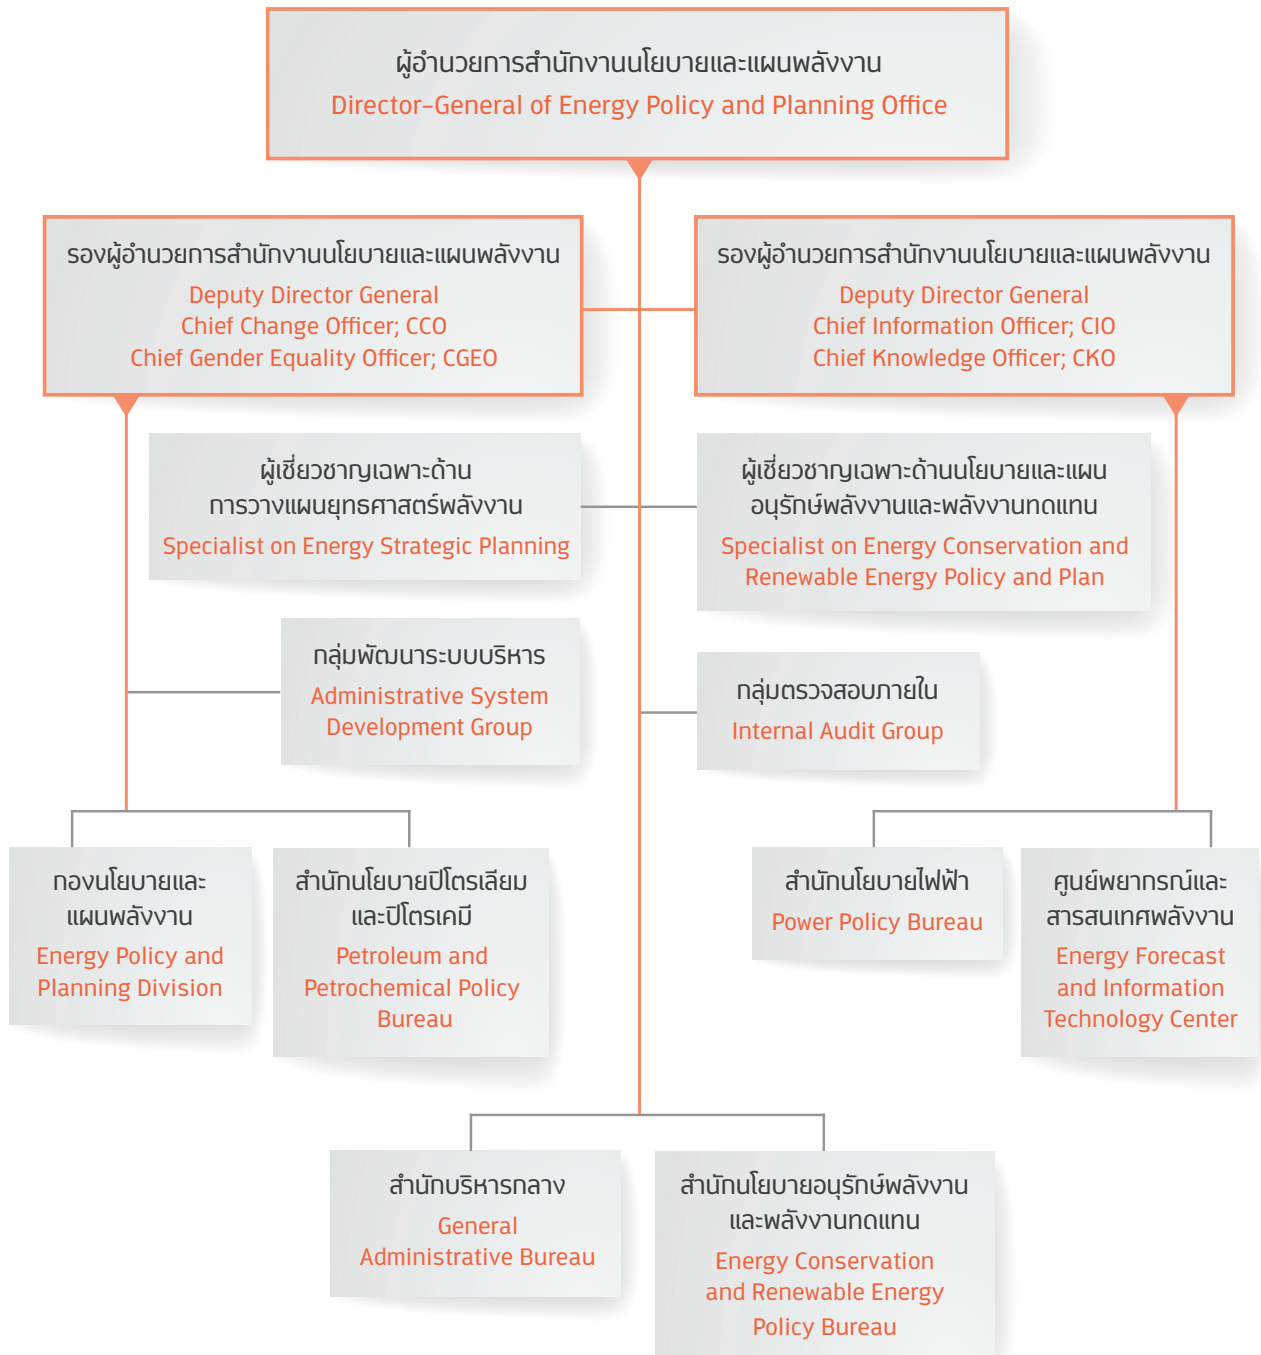 ผู้อำนวยการสำนักงานนโยบายและแผนพลังงาน
Director-General of Energy Policy and Planning Office
รองผู้อำนวยการสำนักงานนโยบายและแผนพลังงาน
Deputy Director General
Chief Change Officer; CCO
Chief Gender Equality Officer; CGEO
รองผู้อำนวยการสำนักงานนโยบายและแผนพลังงาน
Deputy Director General
Chief Information Officer; CIO
Chief Knowledge Officer; CKO
ผู้เชี่ยวชาญเฉพาะด้าน
การวางแผนยุทธศาสตร์พลังงาน
Specialist on Energy Strategic Planning
ผู้เชี่ยวชาญเฉพาะด้านนโยบายและแผน
อนุรักษ์พลังงานและพลังงานทดแทน
Specialist on Energy Conservation and
Renewable Energy Policy and Plan
กลุ่มพัฒนาระบบบริหาร
Administrative System
Development Group
กลุ่มตรวจสอบภายใน
Internal Audit Group
กองนโยบายและ
แผนพลังงาน
Energy Policy and
Planning Division
สำนักนโยบายปิโตรเลียม
และปิโตรเคมี
Petroleum and
Petrochemical Policy
Bureau
สำนักนโยบายไฟฟ้า
Power Policy Bureau
ศูนย์พยากรณ์และ
สารสนเทศพลังงาน
Energy Forecast
and Information
Technology Center
สำนักบริหารกลาง
General
Administrative Bureau
สำนักนโยบายอนุรักษ์พลังงาน
และพลังงานทดแทน
Energy Conservation
and Renewable Energy
Policy Bureau